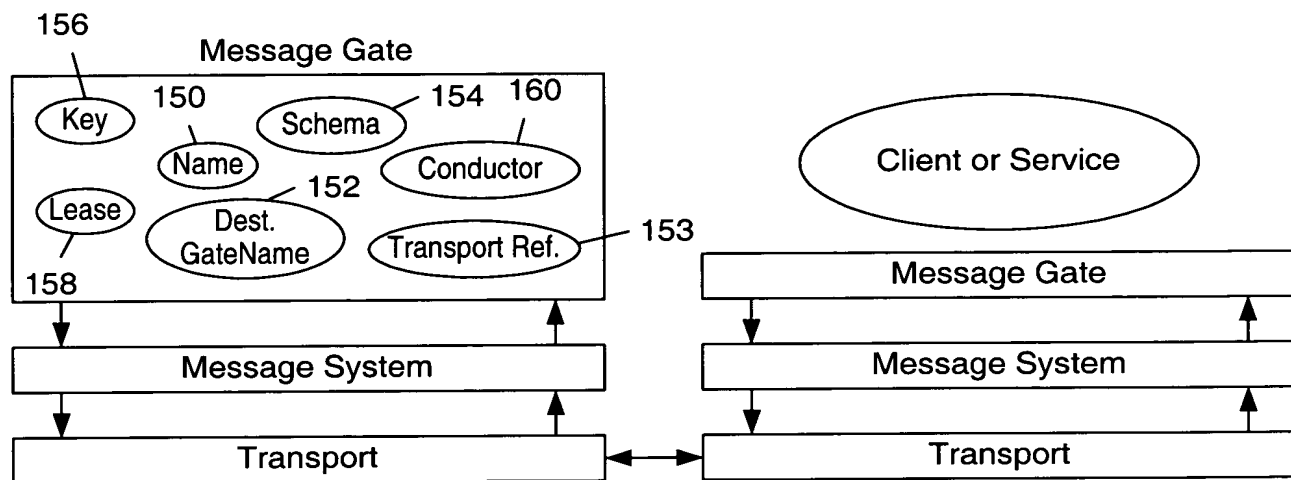 156
Message Gate
150
154
160
Key
Schema
Name
Conductor
Client or Service
152
Lease
Dest.
GateName
Transport Ref.
153
158
Message Gate
Message System
Message System
Transport
Transport